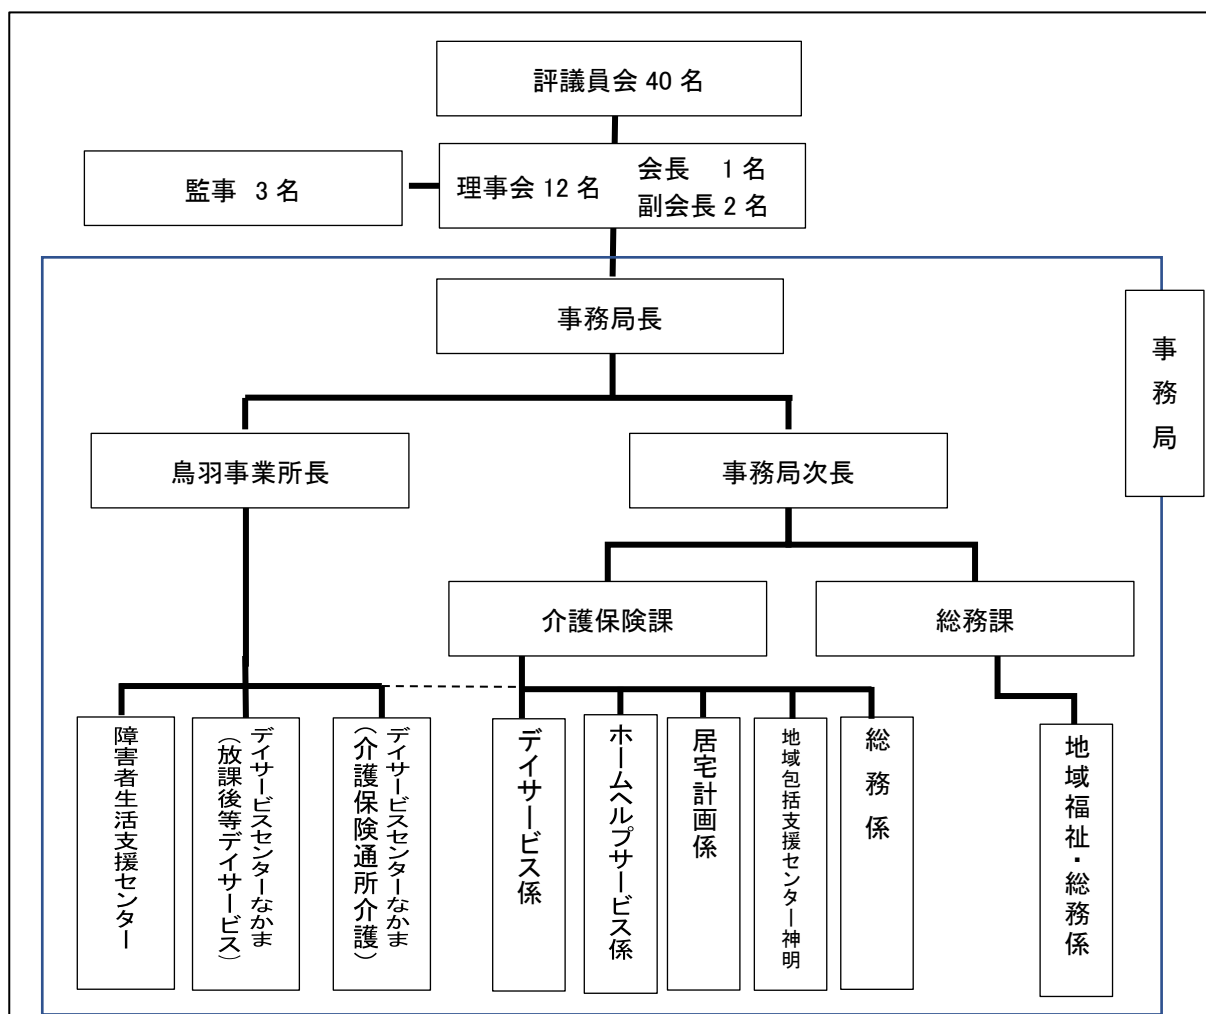 評議員会 40 名
監事 3 名
理事会 12 名
会長 1 名
副会長 2 名
事務局長
事務局
鳥羽事業所長
事務局次長
介護保険課
総務課
障害者生活支援センター
デイサービスセンターなかま
（放課後等デイサービス）
デイサービスセンターなかま
（介護保険通所介護）
デイサービス係
ホームヘルプサービス係
居宅計画係
地域包括支援センター神明
総務係
地域福祉・総務係